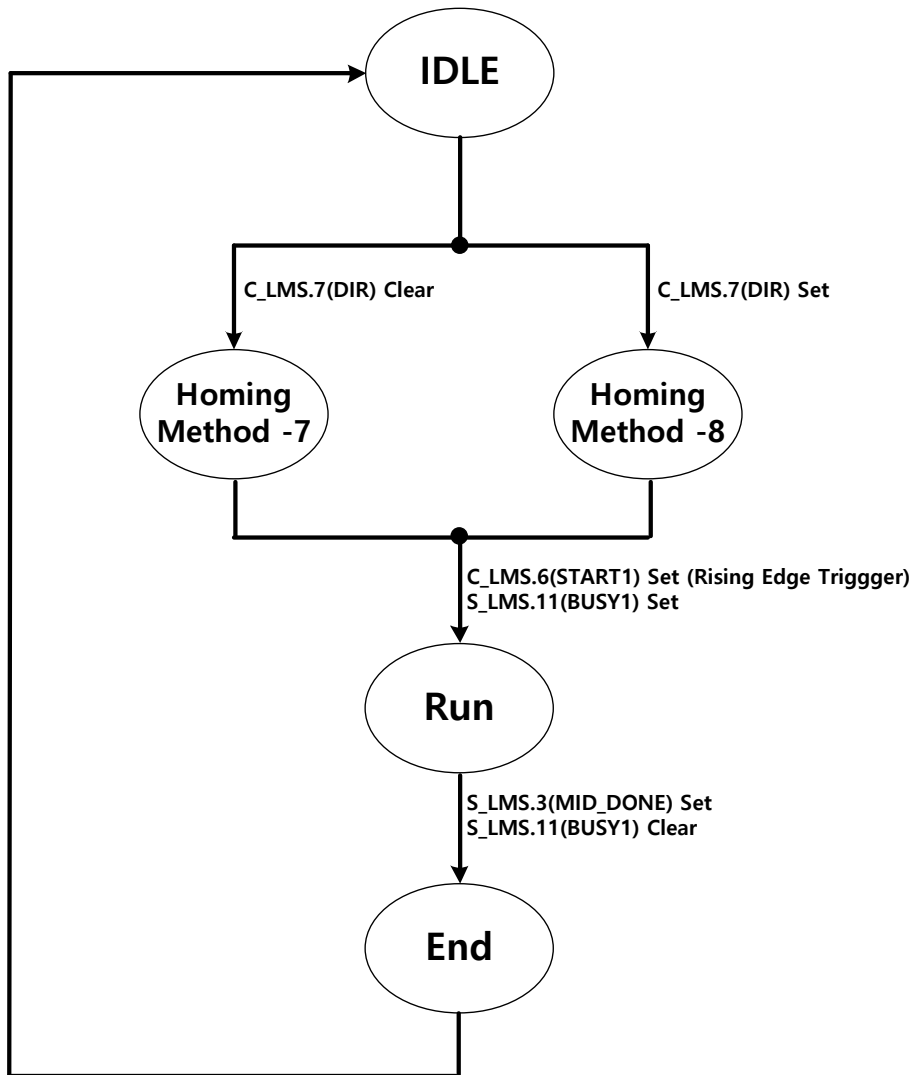 IDLE
C_LMS.7(DIR) Clear
C_LMS.7(DIR) Set
Homing
Method -7
Homing
Method -8
C_LMS.6(START1) Set (Rising Edge Triggger)
S_LMS.11(BUSY1) Set
Run
S_LMS.3(MID_DONE) Set
S_LMS.11(BUSY1) Clear
End